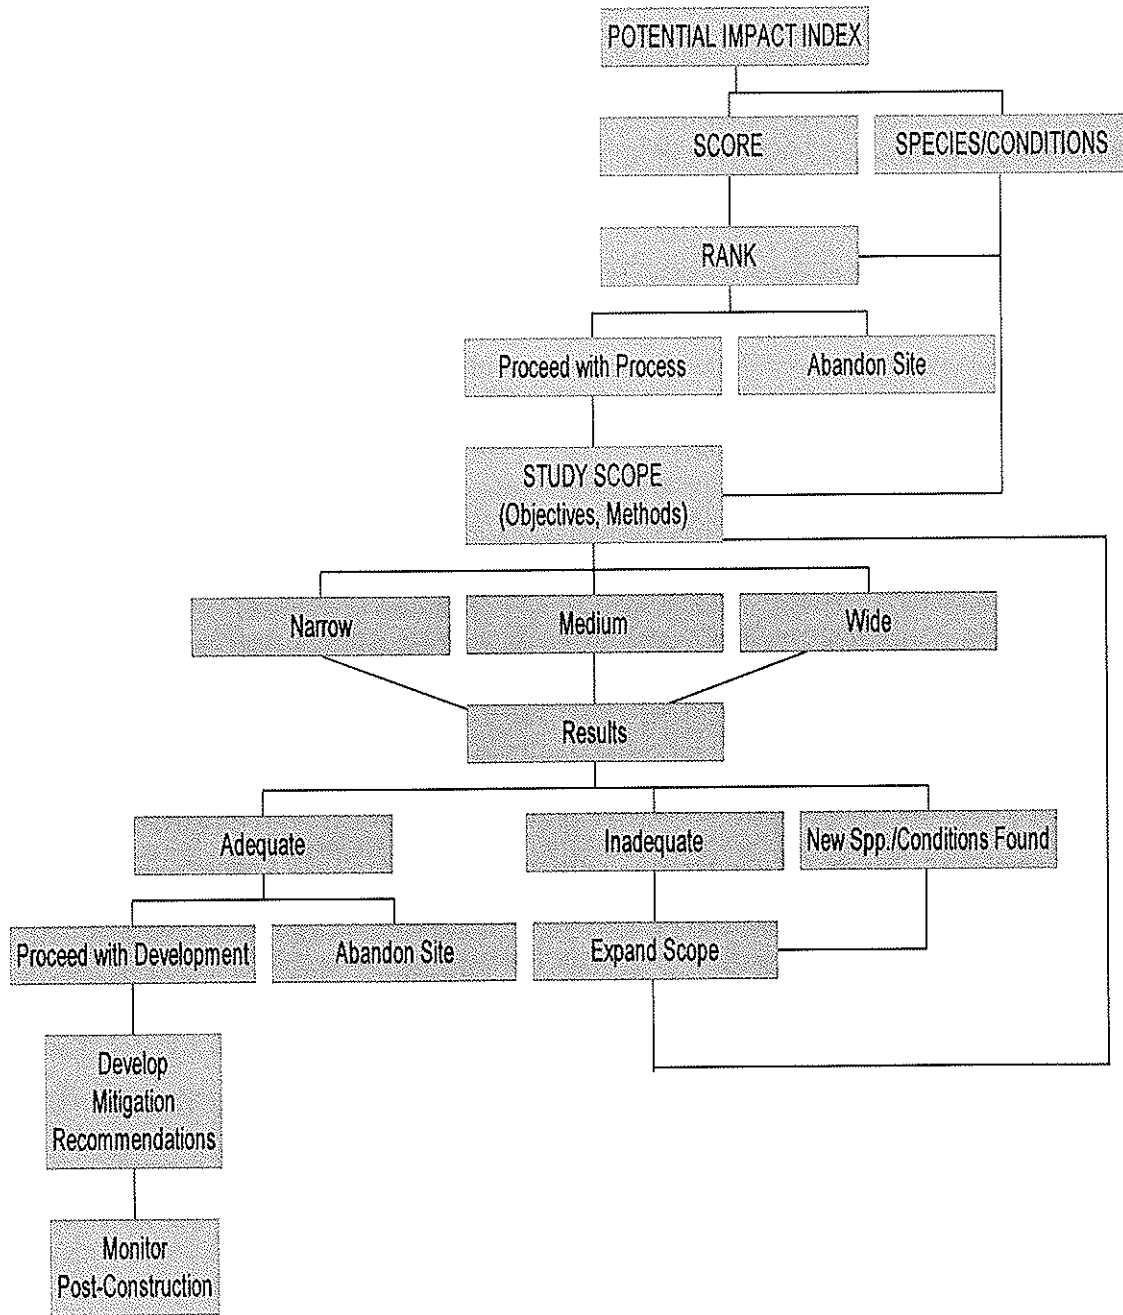 POTENTIAL IMPACT INDEX
SCORE
SPECIES/CONDITIONS
RANK
Proceed with Process
Abandon Site
STUDY SCOPE
(Objectives, Methods)
Narrow
Medium
Wide
Results
Adequate
Inadequate
New Spp./Conditions Found
Proceed with Development
Abandon Site
Expand Scope
Develop
Mitigation
Recommendations
Monitor
Post-Construction